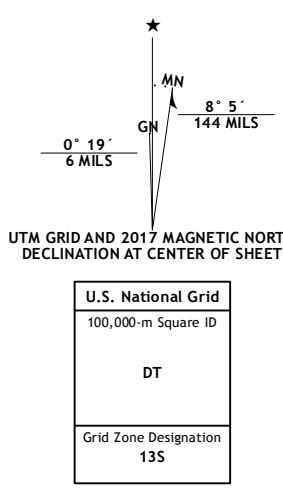 ★
MN
GN
8° 5´
144 MILS
0° 19´
6 MILS
UTM GRID AND 2017 MAGNETIC NORT
DECLINATION AT CENTER OF SHEET
U.S. National Grid
100,000-m Square ID
DT
Grid Zone Designation
13S